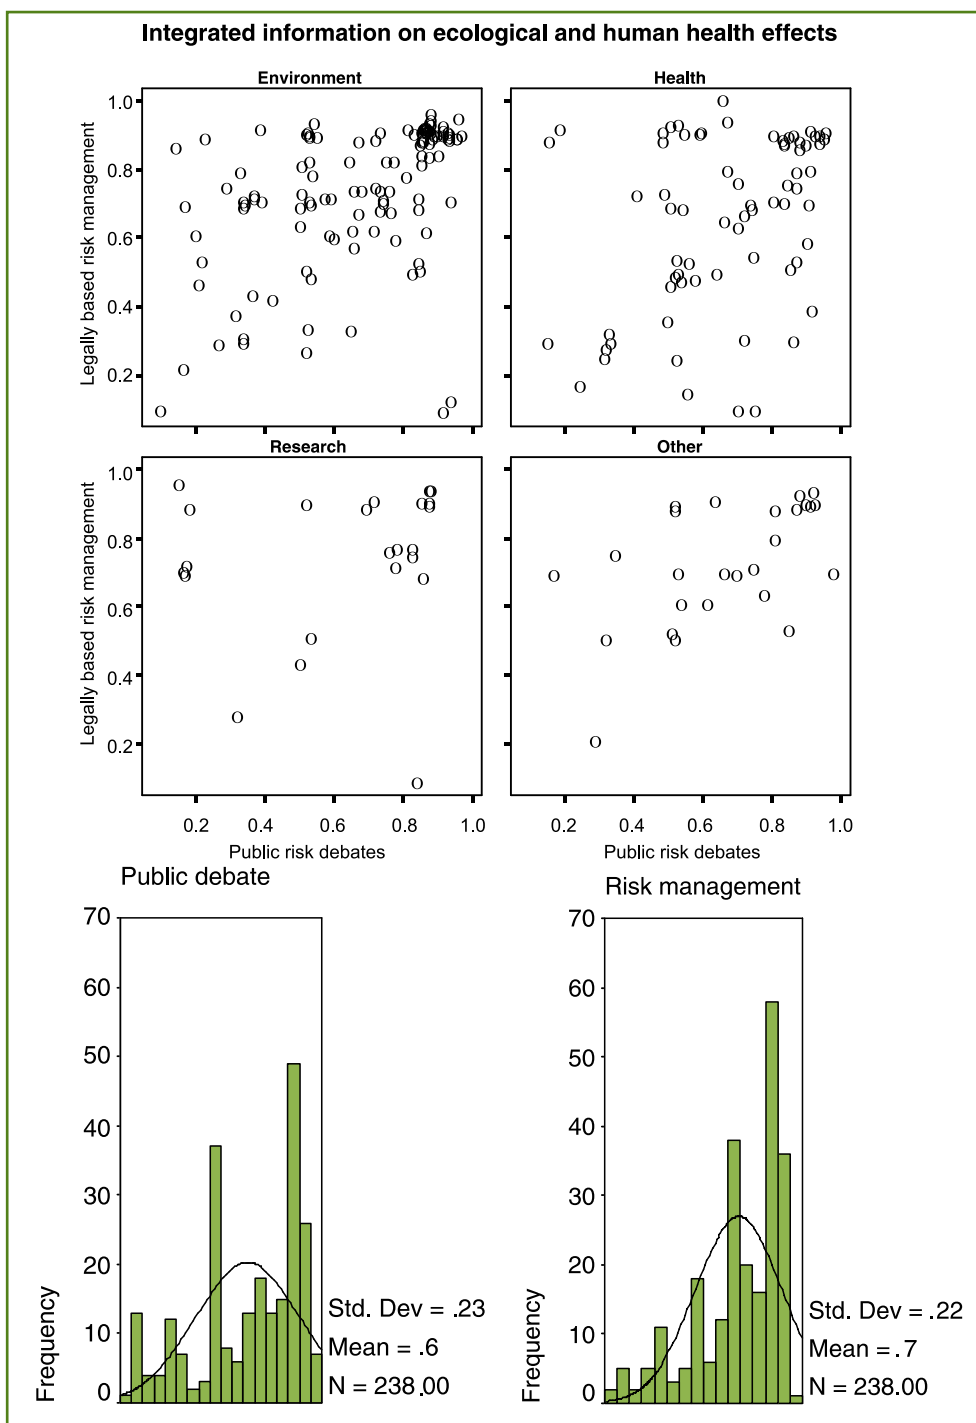 Integrated information on ecological and human health effects
Environment
Health
Legally based risk management
1.0
0.8
0.6
0.4
0.2
Research
Other
Legally based risk management
1.0
0.8
0.6
0.4
0.2
0.2 0.4 0.6 0.8 1.0
0.2 0.4 0.6 0.8 1.0
Public risk debates
Public risk debates
Public debate
70
60
50
40
30
20
10
0
Frequency
Std. Dev = .23
Mean = .6
N = 238.00
Risk management
70
60
50
40
30
20
10
0
Frequency
Std. Dev = .22
Mean = .7
N = 238.00